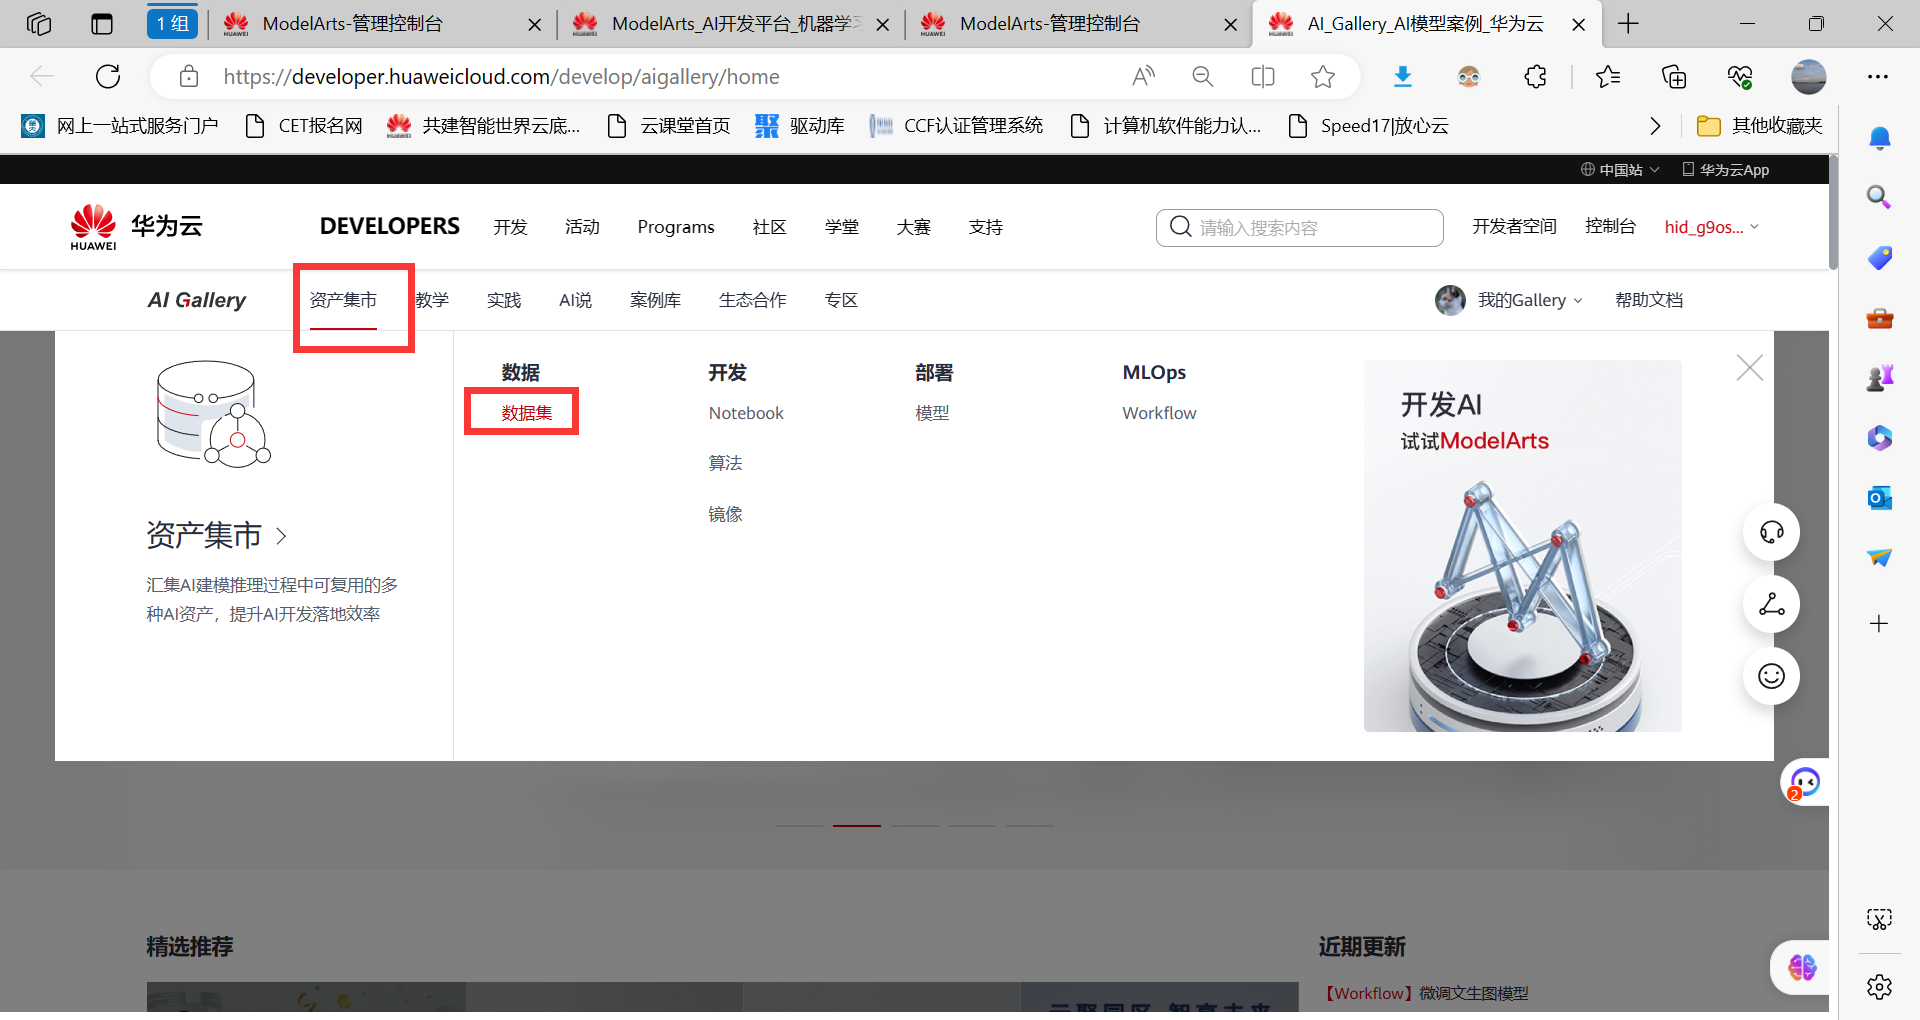 1 组
ModelArts-管理控制台
ModelArts_AI开发平台_机器学习
ModelArts-管理控制台
AI_Gallery_AI模型案例_华为云
https://developer.huaweicloud.com/develop/aigallery/home
网上一站式服务门户
CET报名网
共建智能世界云底...
云课堂首页
驱动库
CCF认证管理系统
计算机软件能力认...
Speed17|放心云
其他收藏夹
中国站
华为云App
HUAWEI
华为云
DEVELOPERS
开发
活动
Programs
社区
学堂
大赛
支持
请输入搜索内容
开发者空间
控制台
hid_g9os...
AI Gallery
资产集市
教学
实践
AI说
案例库
生态合作
专区
我的Gallery
帮助文档
数据
开发
部署
MLOps
数据集
Notebook
模型
Workflow
算法
镜像
资产集市
汇集AI建模推理过程中可复用的多
种AI资产，提升AI开发落地效率
开发AI
试试ModelArts
2
精选推荐
近期更新
【Workflow】微调文生图模型